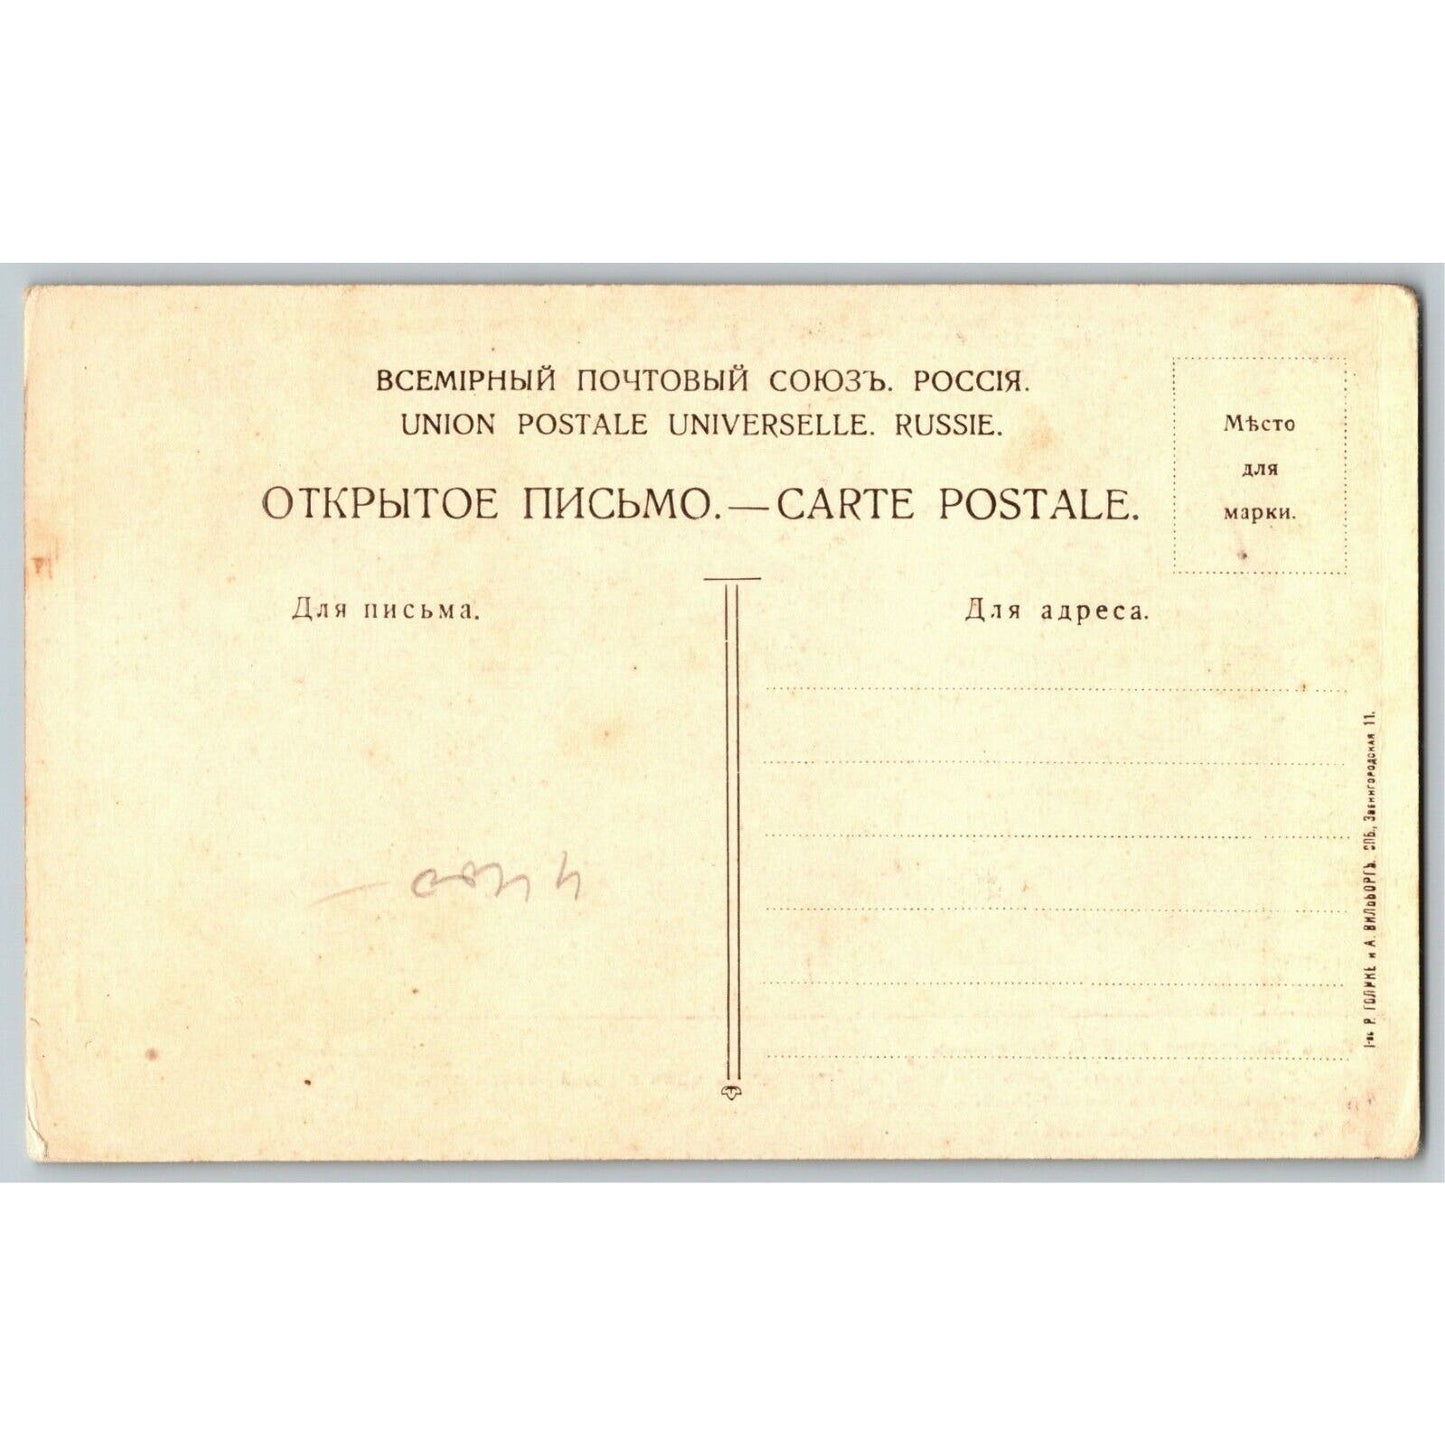 ВСЕМІРНЫЙ ПОЧТОВЫЙ СОЮЗЪ. РОССІЯ.
UNION POSTALE UNIVERSELLE. RUSSIE.
ОТКРЫТОЕ ПИСЬМО.—CARTE POSTALE.
Мѣсто
для
марки.
Для письма.
Для адреса.
Р. ГОЛИКЕ и А. ВИЛЬБОРГЪ. СПБ., Звенигородская 11.